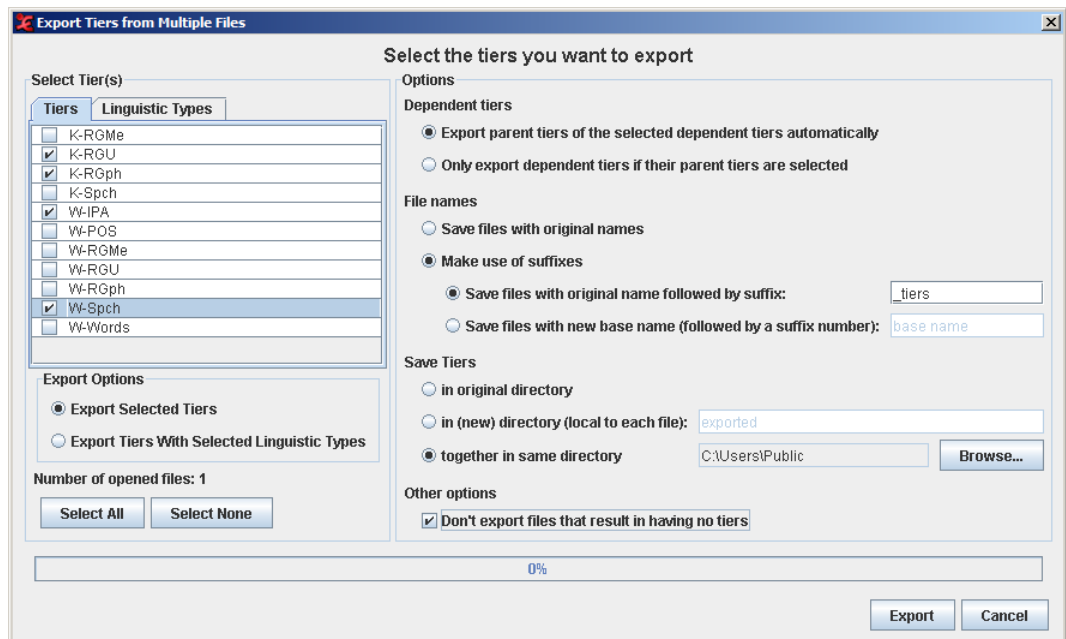 Export Tiers from Multiple Files
Select the tiers you want to export
Select Tier(s)
Tiers
Linguistic Types
K-RGMe
K-RGU
K-RGph
K-Spch
W-IPA
W-POS
W-RGMe
W-RGU
W-RGph
W-Spch
W-Words
Export Options
Export Selected Tiers
Export Tiers With Selected Linguistic Types
Number of opened files: 1
Select All
Select None
Options
Dependent tiers
Export parent tiers of the selected dependent tiers automatically
Only export dependent tiers if their parent tiers are selected
File names
Save files with original names
Make use of suffixes
Save files with original name followed by suffix: _tiers
Save files with new base name (followed by a suffix number): base name
Save Tiers
in original directory
in (new) directory (local to each file): exported
together in same directory C:\Users\Public Browse...
Other options
Don't export files that result in having no tiers
0%
Export
Cancel